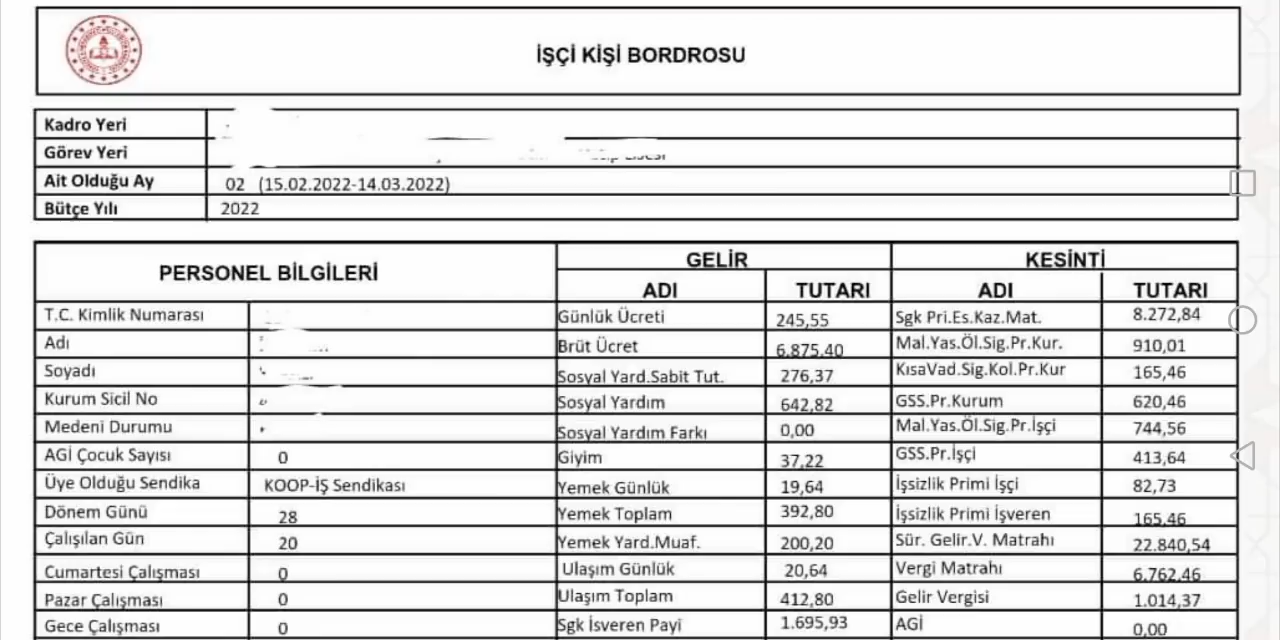 İŞÇİ KİŞİ BORDROSU
Kadro Yeri
Görev Yeri
Ait Olduğu Ay 02 (15.02.2022-14.03.2022)
Bütçe Yılı 2022
PERSONEL BİLGİLERİ GELİR KESİNTİ
ADI TUTARI ADI TUTARI
T.C. Kimlik Numarası Günlük Ücreti 245,55 Sgk Pri.Es.Kaz.Mat. 8.272,84
Adı Brüt Ücret 6.875.40 Mal.Yas.Öl.Sig.Pr.Kur. 910,01
Soyadı Sosyal Yard.Sabit Tut. 276,37 KısaVad.Sig.Kol.Pr.Kur 165,46
Kurum Sicil No Sosyal Yardım 642,82 GSS.Pr.Kurum 620,46
Medeni Durumu Sosyal Yardım Farkı 0,00 Mal.Yas.Öl.Sig.Pr.İşçi 744,56
AGİ Çocuk Sayısı 0 Giyim 37,22 GSS.Pr.İşçi 413,64
Üye Olduğu Sendika KOOP-İŞ Sendikası Yemek Günlük 19,64 İşsizlik Primi İşçi 82,73
Dönem Günü 28 Yemek Toplam 392,80 İşsizlik Primi İşveren 165,46
Çalışılan Gün 20 Yemek Yard.Muaf. 200,20 Sür. Gelir.V. Matrahı 22.840,54
Cumartesi Çalışması 0 Ulaşım Günlük 20,64 Vergi Matrahı 6.762,46
Pazar Çalışması 0 Ulaşım Toplam 412,80 Gelir Vergisi 1.014,37
Gece Çalışması 0 Sgk İsveren Payi 1.695,93 AGİ 0,00